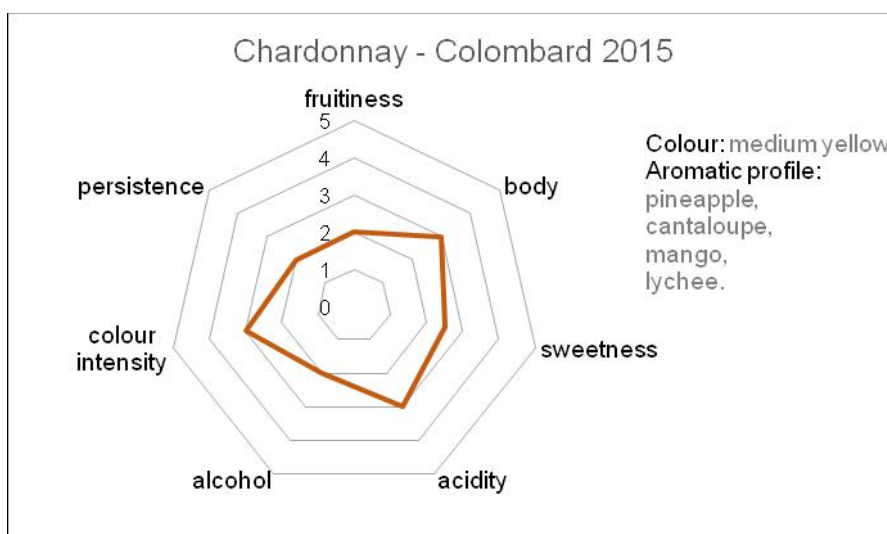 Chardonnay - Colombard 2015
fruitiness
5
4
3
2
1
0
body
sweetness
acidity
alcohol
colour
intensity
persistence
Colour: medium yellow
Aromatic profile:
pineapple,
cantaloupe,
mango,
lychee.